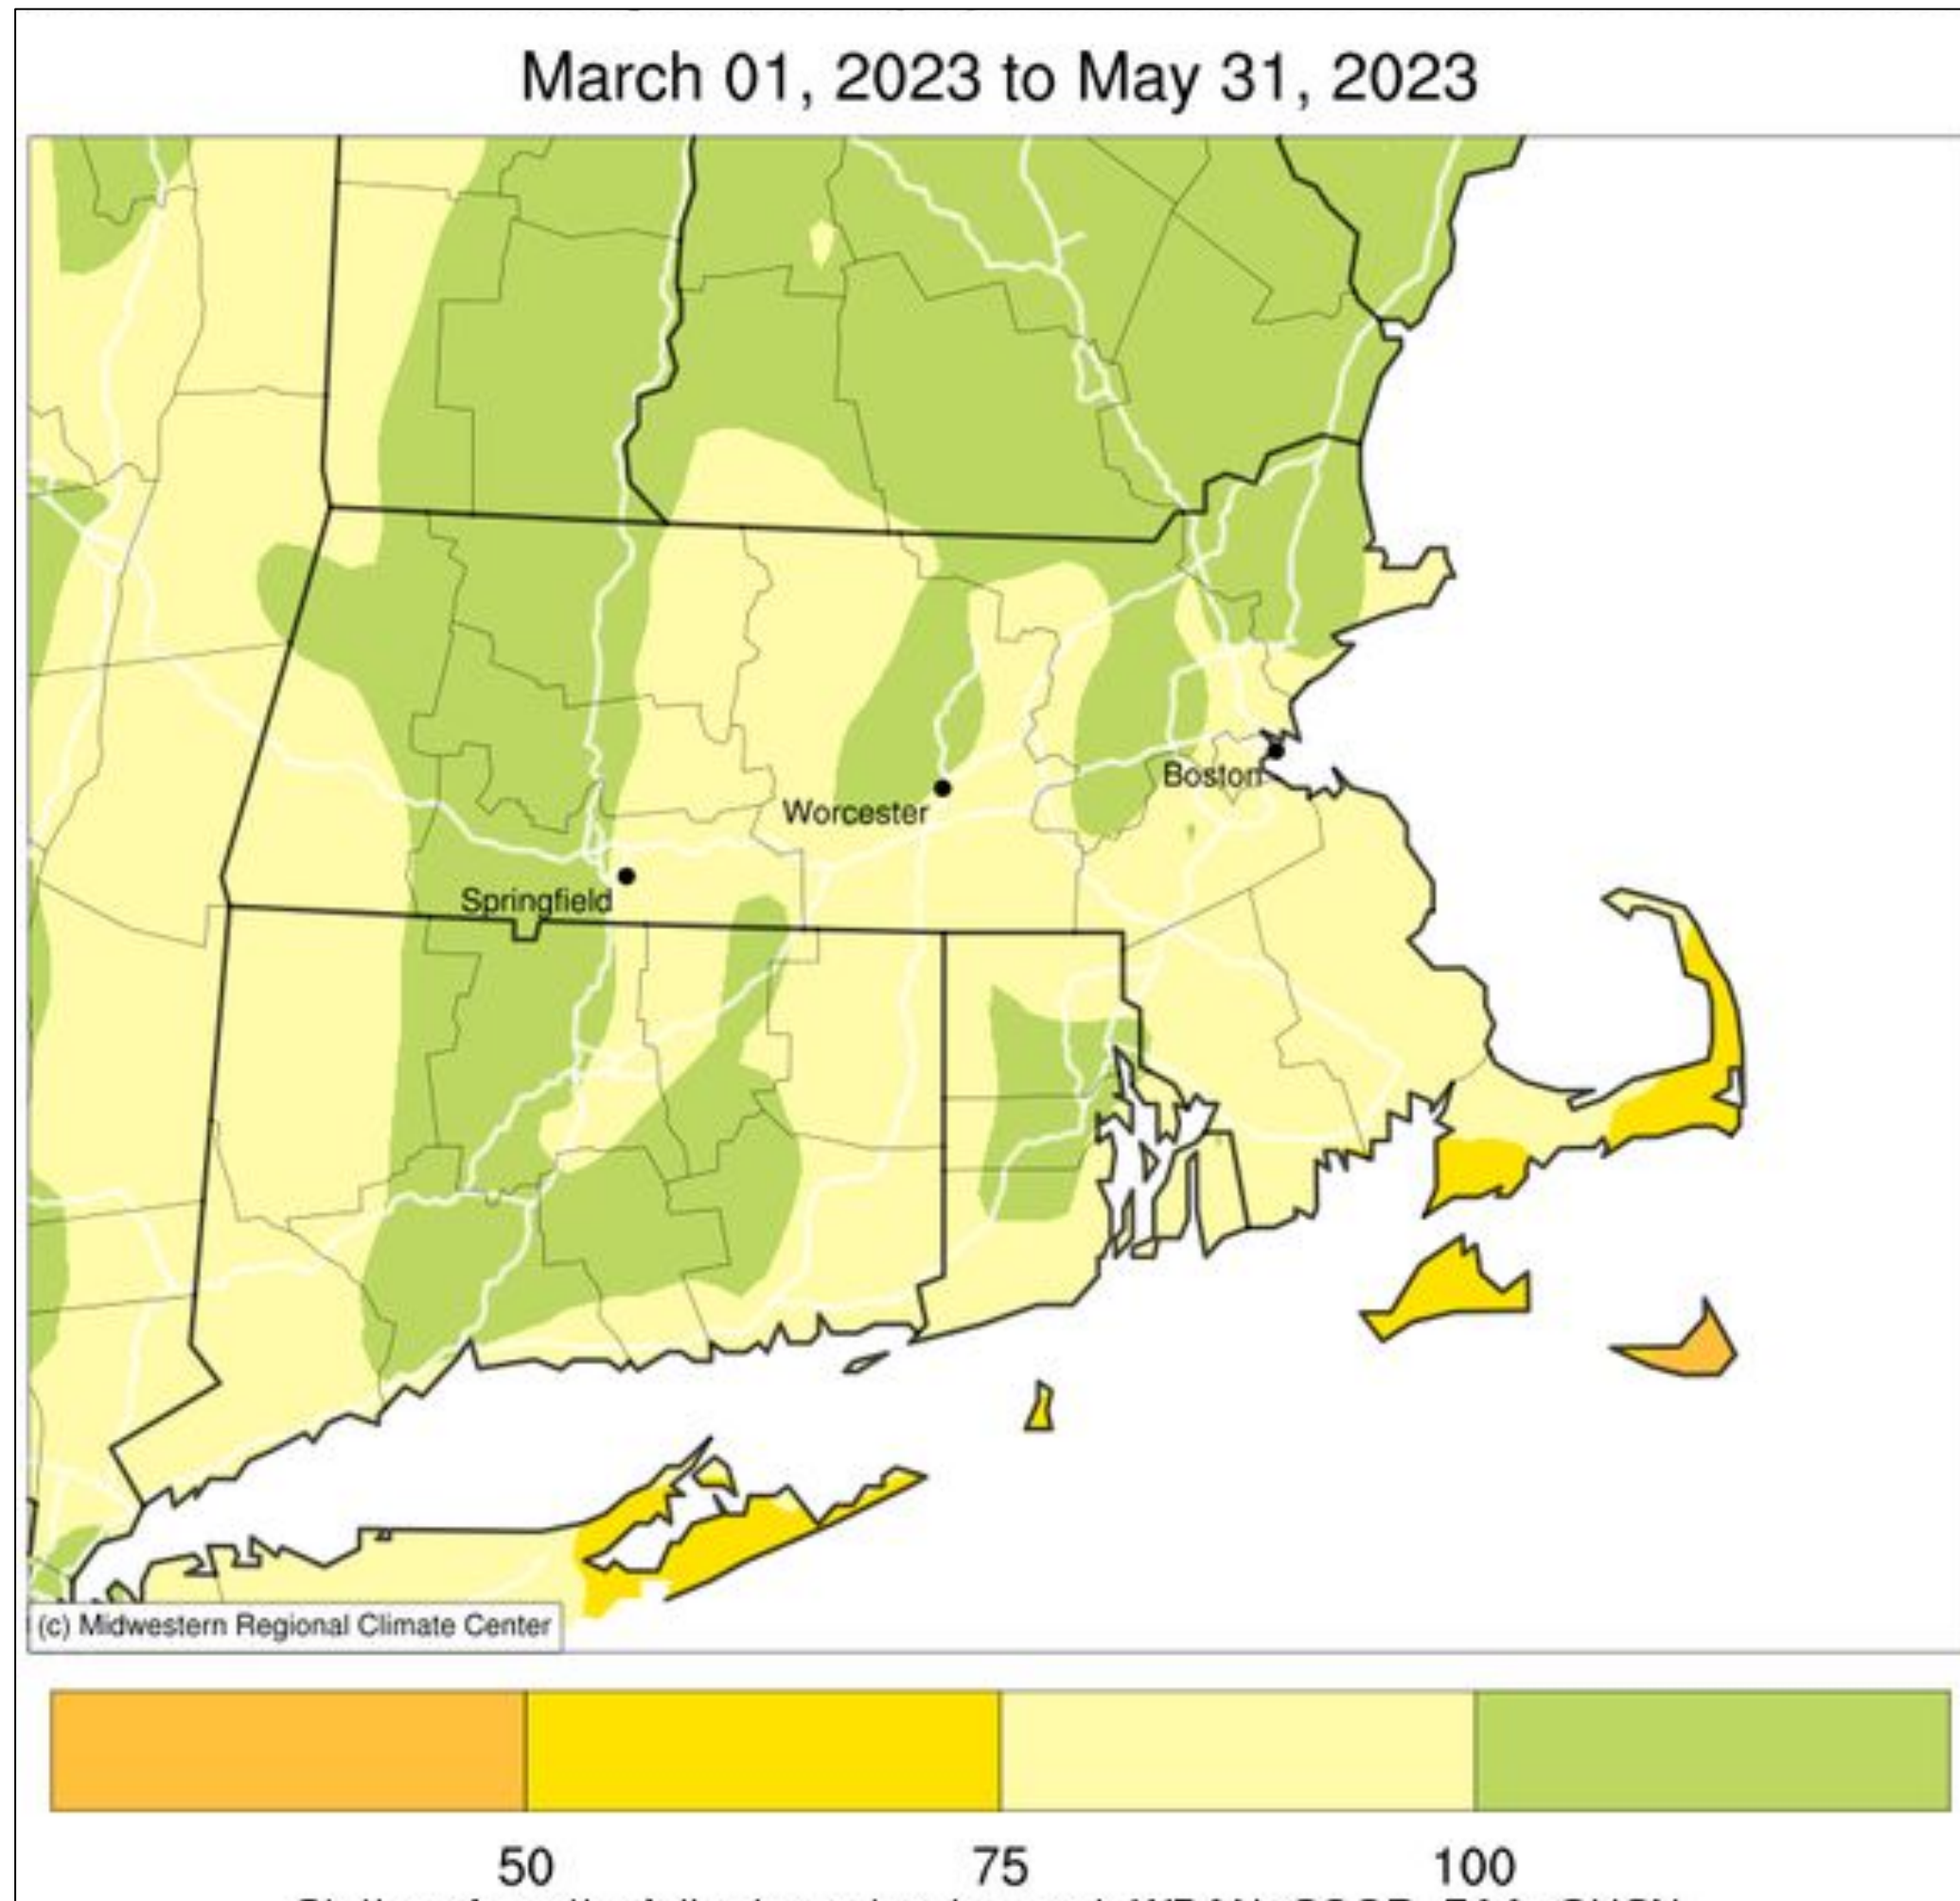 March 01, 2023 to May 31, 2023
Boston
Worcester
Springfield
(c) Midwestern Regional Climate Center
50 75 100